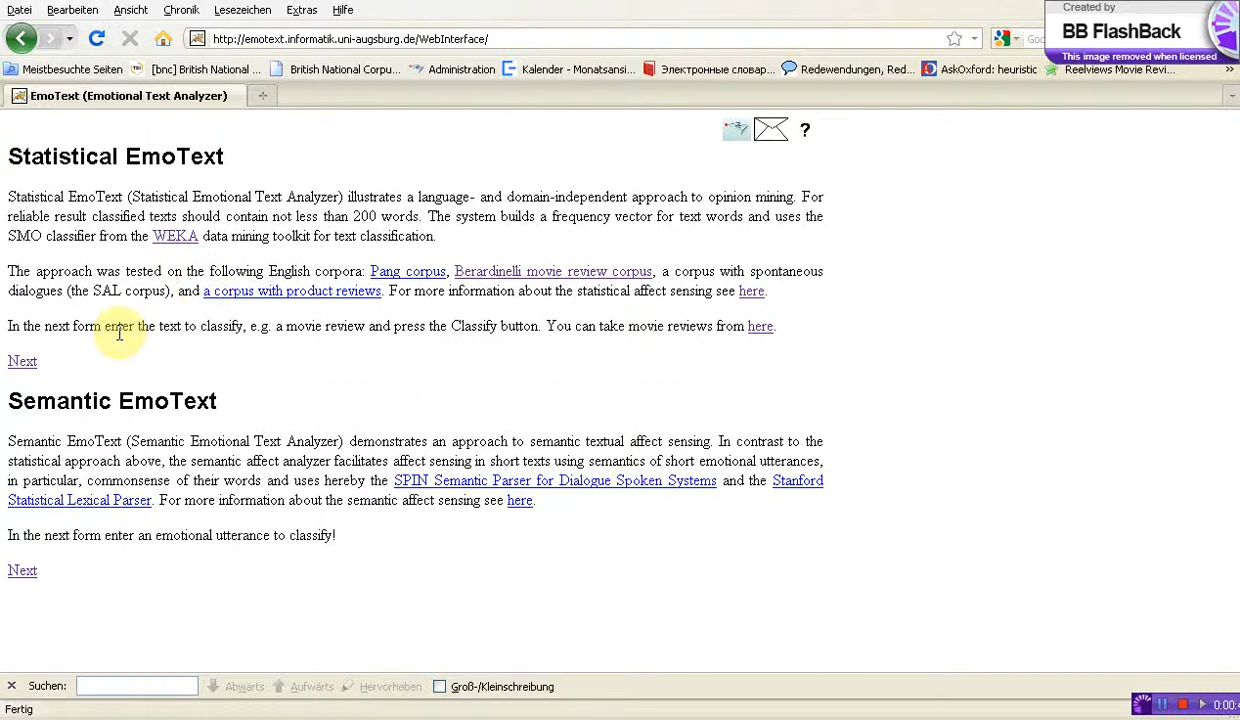 Datei Bearbeiten Ansicht Chronik Lesezeichen Extras Hilfe
Created by
BB FlashBack
This image removed when licensed
http://emotext.informatik.uni-augsburg.de/WebInterface/
Meistbesuchte Seiten [bnc] British National ... British National Corpu... Administration Kalender - Monatsansi... Электронные словар... Redewendungen, Red... AskOxford: heuristic Reelviews Movie Revi... »
EmoText (Emotional Text Analyzer)
?
Statistical EmoText
Statistical EmoText (Statistical Emotional Text Analyzer) illustrates a language- and domain-independent approach to opinion mining. For
reliable result classified texts should contain not less than 200 words. The system builds a frequency vector for text words and uses the
SMO classifier from the WEKA data mining toolkit for text classification.
The approach was tested on the following English corpora: Pang corpus, Berardinelli movie review corpus, a corpus with spontaneous
dialogues (the SAL corpus), and a corpus with product reviews. For more information about the statistical affect sensing see here.
In the next form enter the text to classify, e.g. a movie review and press the Classify button. You can take movie reviews from here.
Next
Semantic EmoText
Semantic EmoText (Semantic Emotional Text Analyzer) demonstrates an approach to semantic textual affect sensing. In contrast to the
statistical approach above, the semantic affect analyzer facilitates affect sensing in short texts using semantics of short emotional utterances,
in particular, commonsense of their words and uses hereby the SPIN Semantic Parser for Dialogue Spoken Systems and the Stanford
Statistical Lexical Parser. For more information about the semantic affect sensing see here.
In the next form enter an emotional utterance to classify!
Next
Suchen: Abwärts Aufwärts Hervorheben Groß-/Kleinschreibung
Fertig